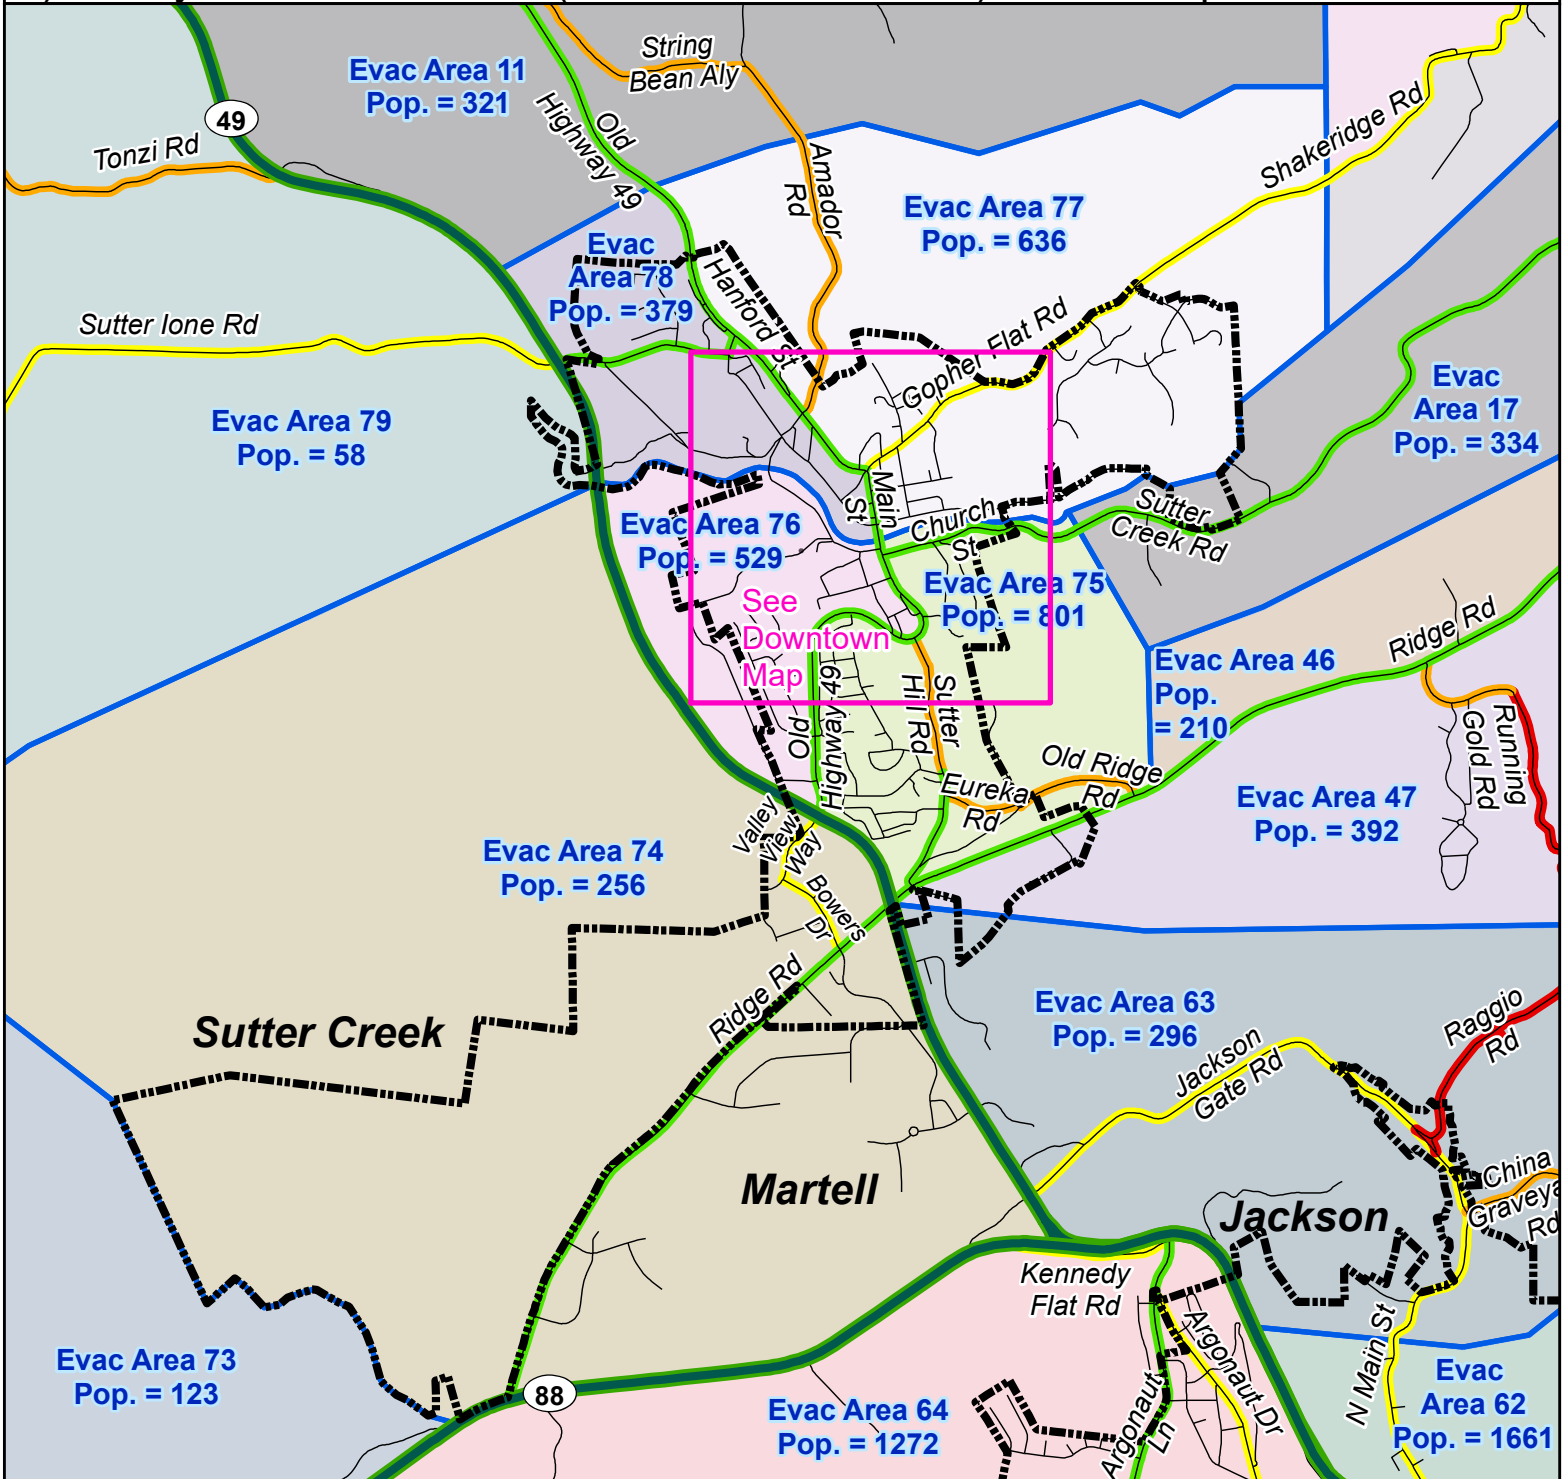 String
Bean Aly
Evac Area 11
Pop. = 321
49
Old
Highway 49
Tonzi Rd
Shakeridge Rd
Amador
Rd
Evac Area 77
Pop. = 636
Evac
Area 78
Pop. = 379
Hanford St
Sutter Ione Rd
Gopher Flat Rd
Evac
Area 17
Pop. = 334
Evac Area 79
Pop. = 58
Main
St
Church
St
Sutter
Creek Rd
Evac Area 76
Pop. = 529
Evac Area 75
Pop. = 801
See
Downtown
Map
Ridge Rd
Evac Area 46
Pop.
= 210
Old
Highway 49
Sutter
Hill Rd
Running
Gold Rd
Old Ridge
Rd
Eureka
Rd
Evac Area 47
Pop. = 392
Valley
View
Way
Evac Area 74
Pop. = 256
Bowers
Dr
Ridge Rd
Sutter Creek
Evac Area 63
Pop. = 296
Raggio
Rd
Jackson
Gate Rd
Martell
China
Graveya
Rd
Jackson
Kennedy
Flat Rd
Argonaut Dr
N Main St
Evac Area 73
Pop. = 123
88
Evac
Area 62
Pop. = 1661
Evac Area 64
Pop. = 1272
Argonaut
Ln